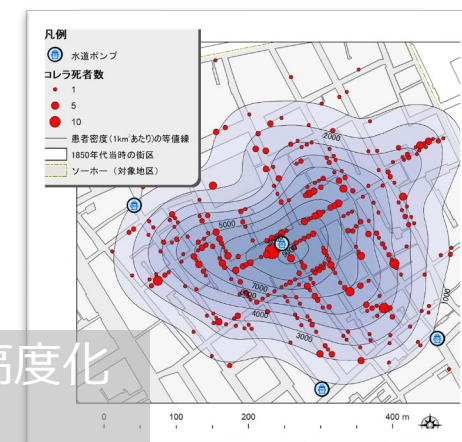 凡例
水道ポンプ
コレラ死者数
1
5
10
患者密度(1k㎡あたり)の等値線
1850年代当時の街区
ソーホー(対象地区)
2000
5000
7000
4000
3000
1000
高度化
0 100 200 400 m